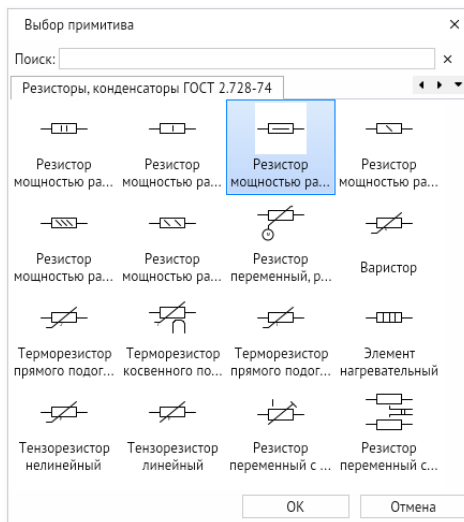 Выбор примитива
Поиск:
Резисторы, конденсаторы ГОСТ 2.728-74
Резистор мощностью ра...
Резистор мощностью ра...
Резистор мощностью ра...
Резистор мощностью ра...
Резистор мощностью ра...
Резистор мощностью ра...
Резистор переменный, р...
Варистор
Терморезистор прямого подог...
Терморезистор косвенного по...
Терморезистор прямого подог...
Элемент нагревательный
Тензорезистор нелинейный
Тензорезистор линейный
Резистор переменный с ...
Резистор переменный с...
ОК
Отмена